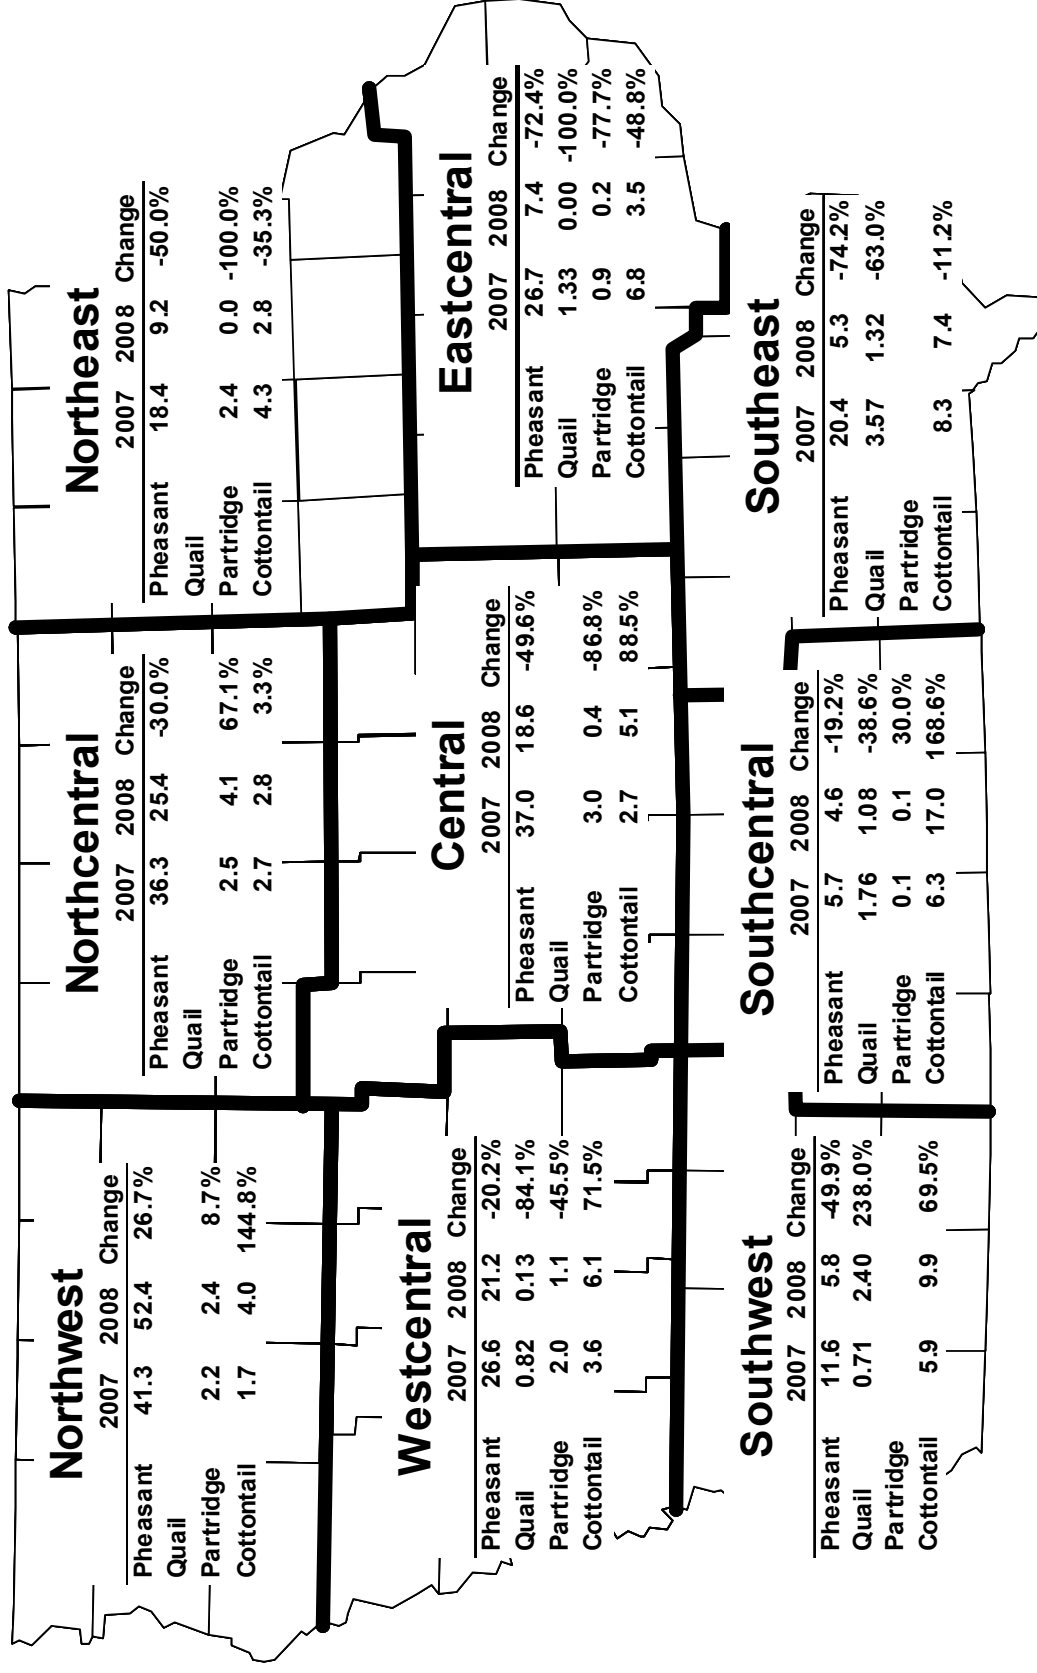 Northwest
2007 2008 Change
Pheasant 41.3 52.4 26.7%
Quail
Partridge 2.2 2.4 8.7%
Cottontail 1.7 4.0 144.8%
Northcentral
2007 2008 Change
Pheasant 36.3 25.4 -30.0%
Quail
Partridge 2.5 4.1 67.1%
Cottontail 2.7 2.8 3.3%
Northeast
2007 2008 Change
Pheasant 18.4 9.2 -50.0%
Quail
Partridge 2.4 0.0 -100.0%
Cottontail 4.3 2.8 -35.3%
Westcentral
2007 2008 Change
Pheasant 26.6 21.2 -20.2%
Quail 0.82 0.13 -84.1%
Partridge 2.0 1.1 -45.5%
Cottontail 3.6 6.1 71.5%
Central
2007 2008 Change
Pheasant 37.0 18.6 -49.6%
Quail
Partridge 3.0 0.4 -86.8%
Cottontail 2.7 5.1 88.5%
Eastcentral
2007 2008 Change
Pheasant 26.7 7.4 -72.4%
Quail 1.33 0.00 -100.0%
Partridge 0.9 0.2 -77.7%
Cottontail 6.8 3.5 -48.8%
Southwest
2007 2008 Change
Pheasant 11.6 5.8 -49.9%
Quail 0.71 2.40 238.0%
Partridge
Cottontail 5.9 9.9 69.5%
Southcentral
2007 2008 Change
Pheasant 5.7 4.6 -19.2%
Quail 1.76 1.08 -38.6%
Partridge 0.1 0.1 30.0%
Cottontail 6.3 17.0 168.6%
Southeast
2007 2008 Change
Pheasant 20.4 5.3 -74.2%
Quail 3.57 1.32 -63.0%
Partridge
Cottontail 8.3 7.4 -11.2%